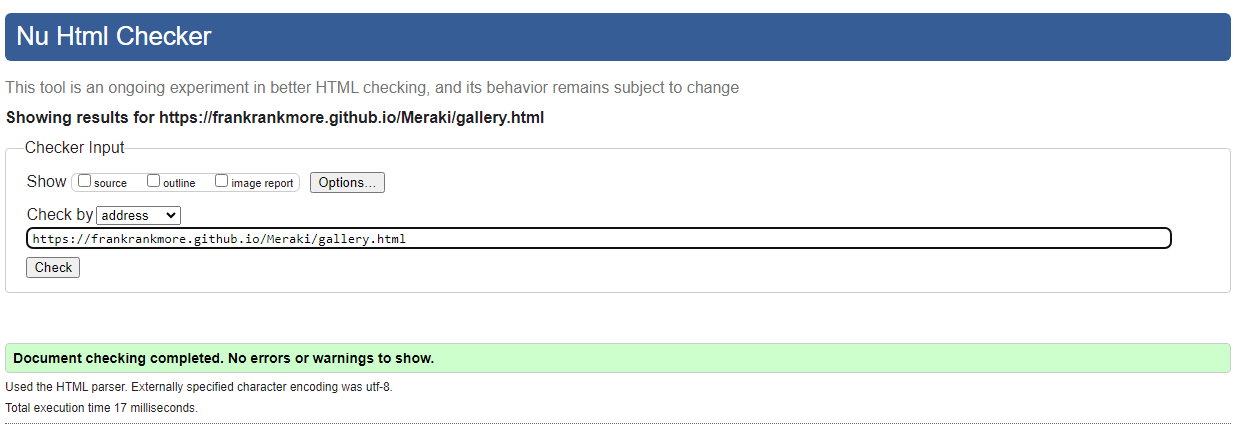 Nu Html Checker
This tool is an ongoing experiment in better HTML checking, and its behavior remains subject to change
Showing results for https://frankrankmore.github.io/Meraki/gallery.html
Checker Input
Show source outline image report Options...
Check by address
https://frankrankmore.github.io/Meraki/gallery.html
Check
Document checking completed. No errors or warnings to show.
Used the HTML parser. Externally specified character encoding was utf-8.
Total execution time 17 milliseconds.